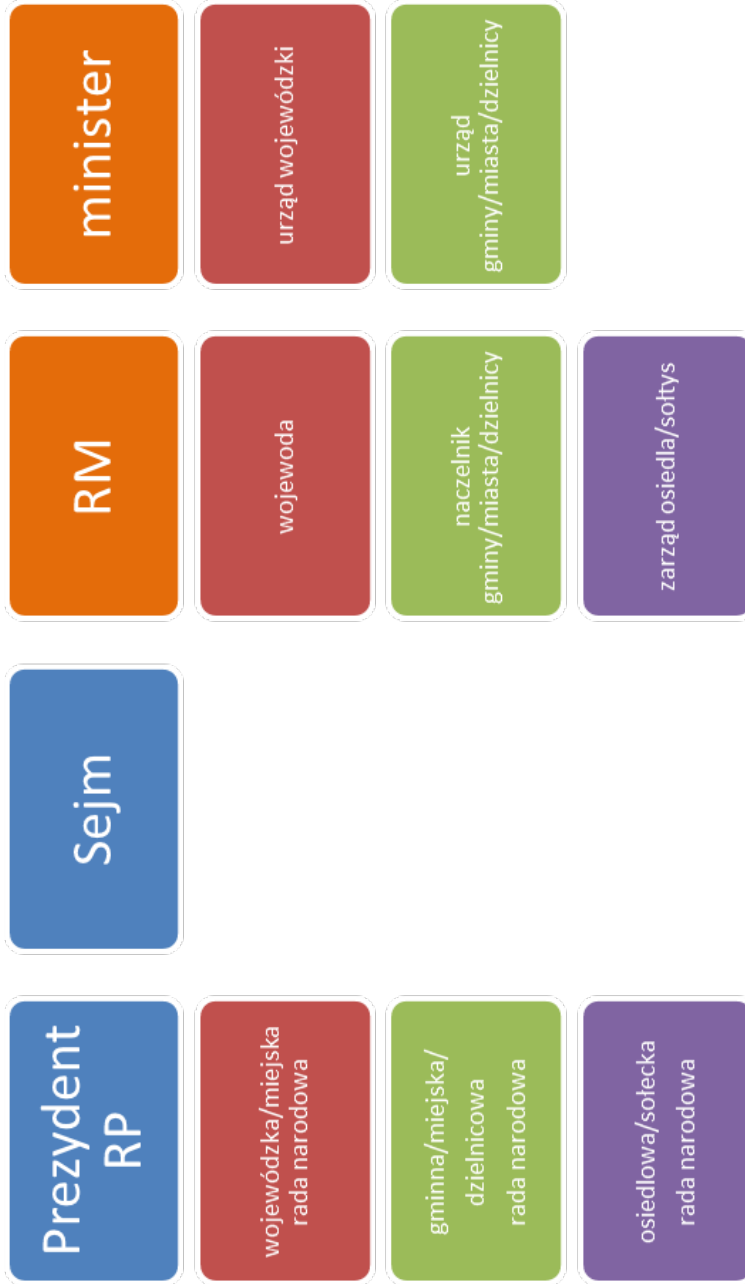 Prezydent
RP
Sejm
RM
minister
wojewódzka/miejska
rada narodowa
wojewoda
urząd wojewódzki
gminna/miejska/
dzielnicowa
rada narodowa
naczelnik
gminy/miasta/dzielnicy
urząd
gminy/miasta/dzielnicy
osiedlowa/sołecka
rada narodowa
zarząd osiedla/sołtys